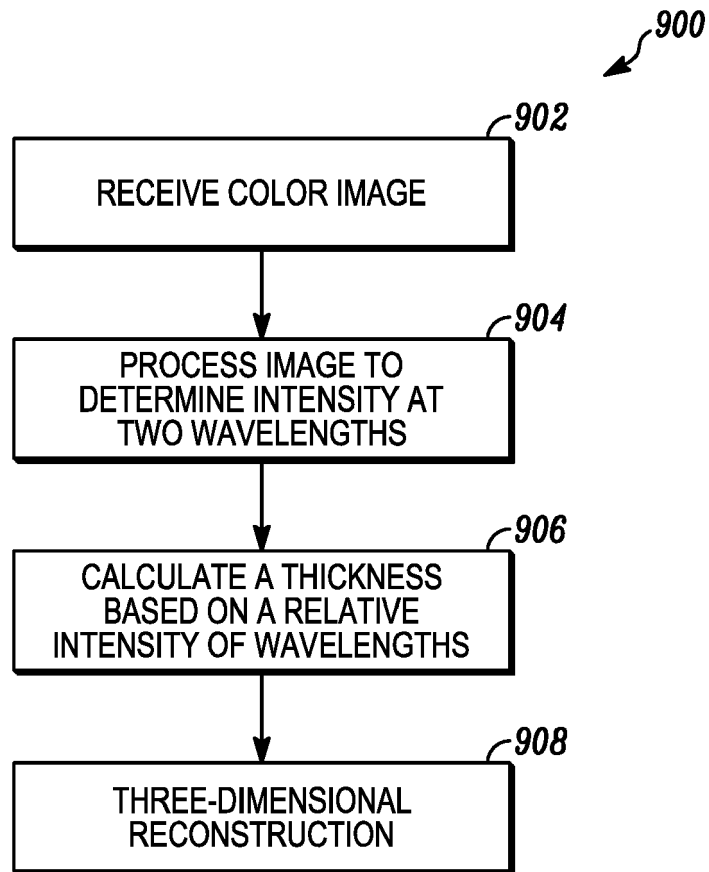 900
902
RECEIVE COLOR IMAGE
904
PROCESS IMAGE TO
DETERMINE INTENSITY AT
TWO WAVELENGTHS
906
CALCULATE A THICKNESS
BASED ON A RELATIVE
INTENSITY OF WAVELENGTHS
908
THREE-DIMENSIONAL
RECONSTRUCTION